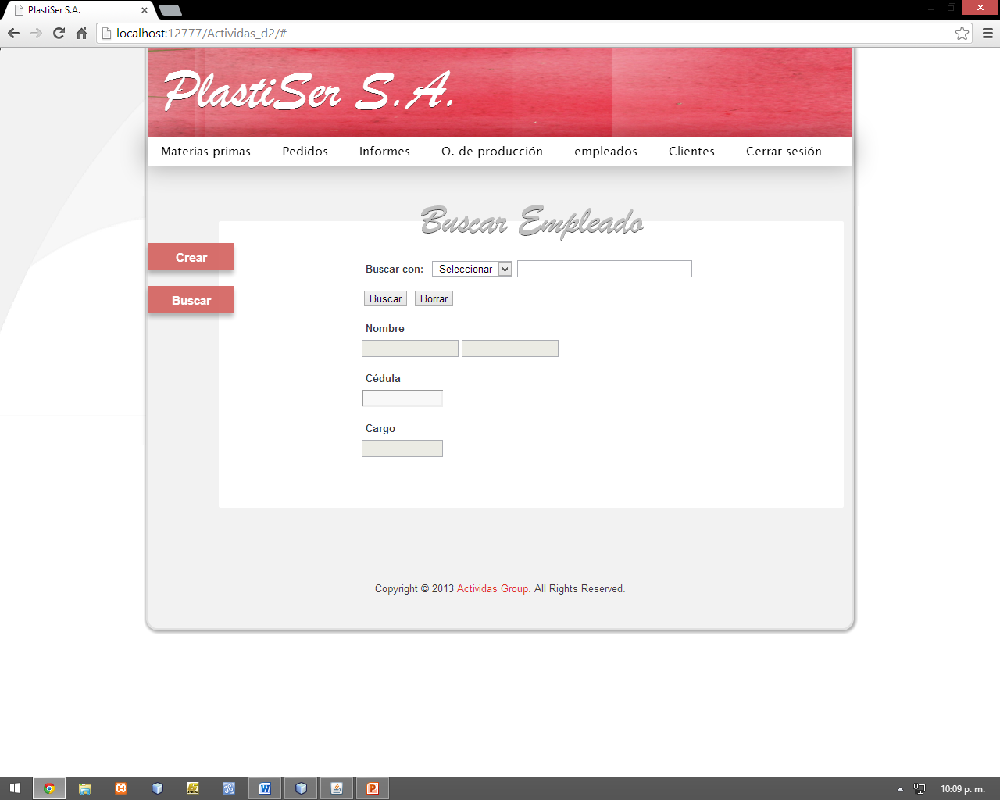 PlastiSer S.A.
localhost:12777/Actividas_d2/#
PlastiSer S.A.
Materias primas Pedidos Informes O. de producción empleados Clientes Cerrar sesión
Buscar Empleado
Crear
Buscar
Buscar con: -Seleccionar-
Buscar Borrar
Nombre
Cédula
Cargo
Copyright © 2013 Actividas Group. All Rights Reserved.
10:09 p. m.